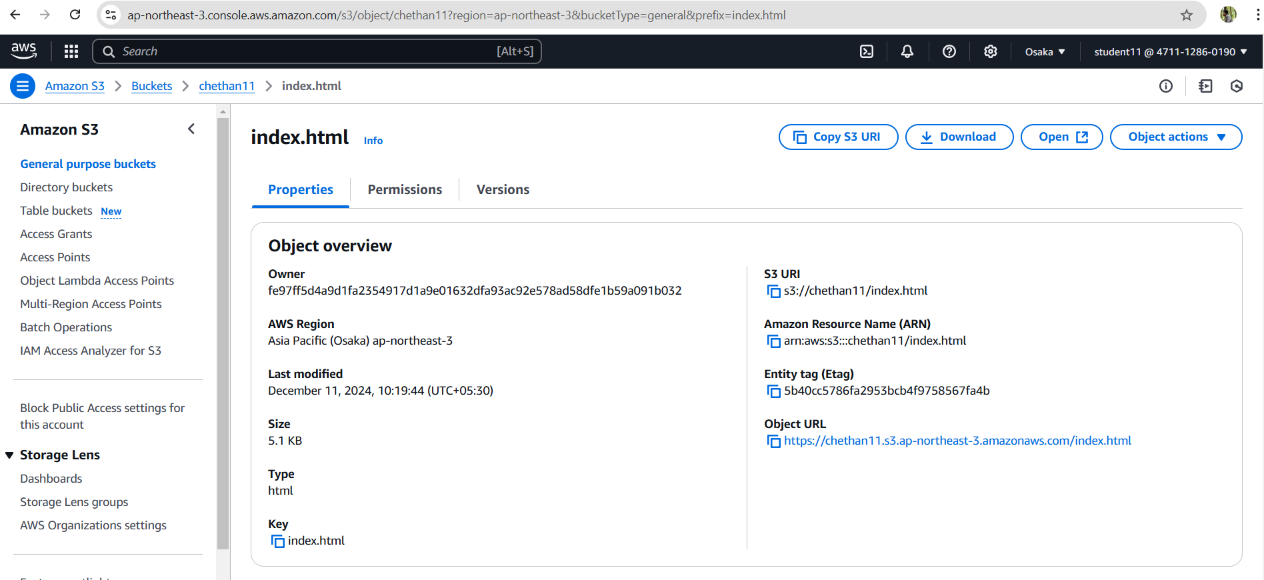 ap-northeast-3.console.aws.amazon.com/s3/object/chethan11?region=ap-northeast-3&bucketType=general&prefix=index.html
aws
Search
[Alt+S]
Osaka
student11 @ 4711-1286-0190
Amazon S3
Buckets
chethan11
index.html
Amazon S3
General purpose buckets
Directory buckets
Table buckets New
Access Grants
Access Points
Object Lambda Access Points
Multi-Region Access Points
Batch Operations
IAM Access Analyzer for S3
Block Public Access settings for
this account
Storage Lens
Dashboards
Storage Lens groups
AWS Organizations settings
index.html Info
Copy S3 URI
Download
Open
Object actions
Properties
Permissions
Versions
Object overview
Owner
fe97ff5d4a9d1fa2354917d1a9e01632dfa93ac92e578ad58dfe1b59a091b032
AWS Region
Asia Pacific (Osaka) ap-northeast-3
Last modified
December 11, 2024, 10:19:44 (UTC+05:30)
Size
5.1 KB
Type
html
Key
index.html
S3 URI
s3://chethan11/index.html
Amazon Resource Name (ARN)
arn:aws:s3:::chethan11/index.html
Entity tag (Etag)
5b40cc5786fa2953bcb4f9758567fa4b
Object URL
https://chethan11.s3.ap-northeast-3.amazonaws.com/index.html